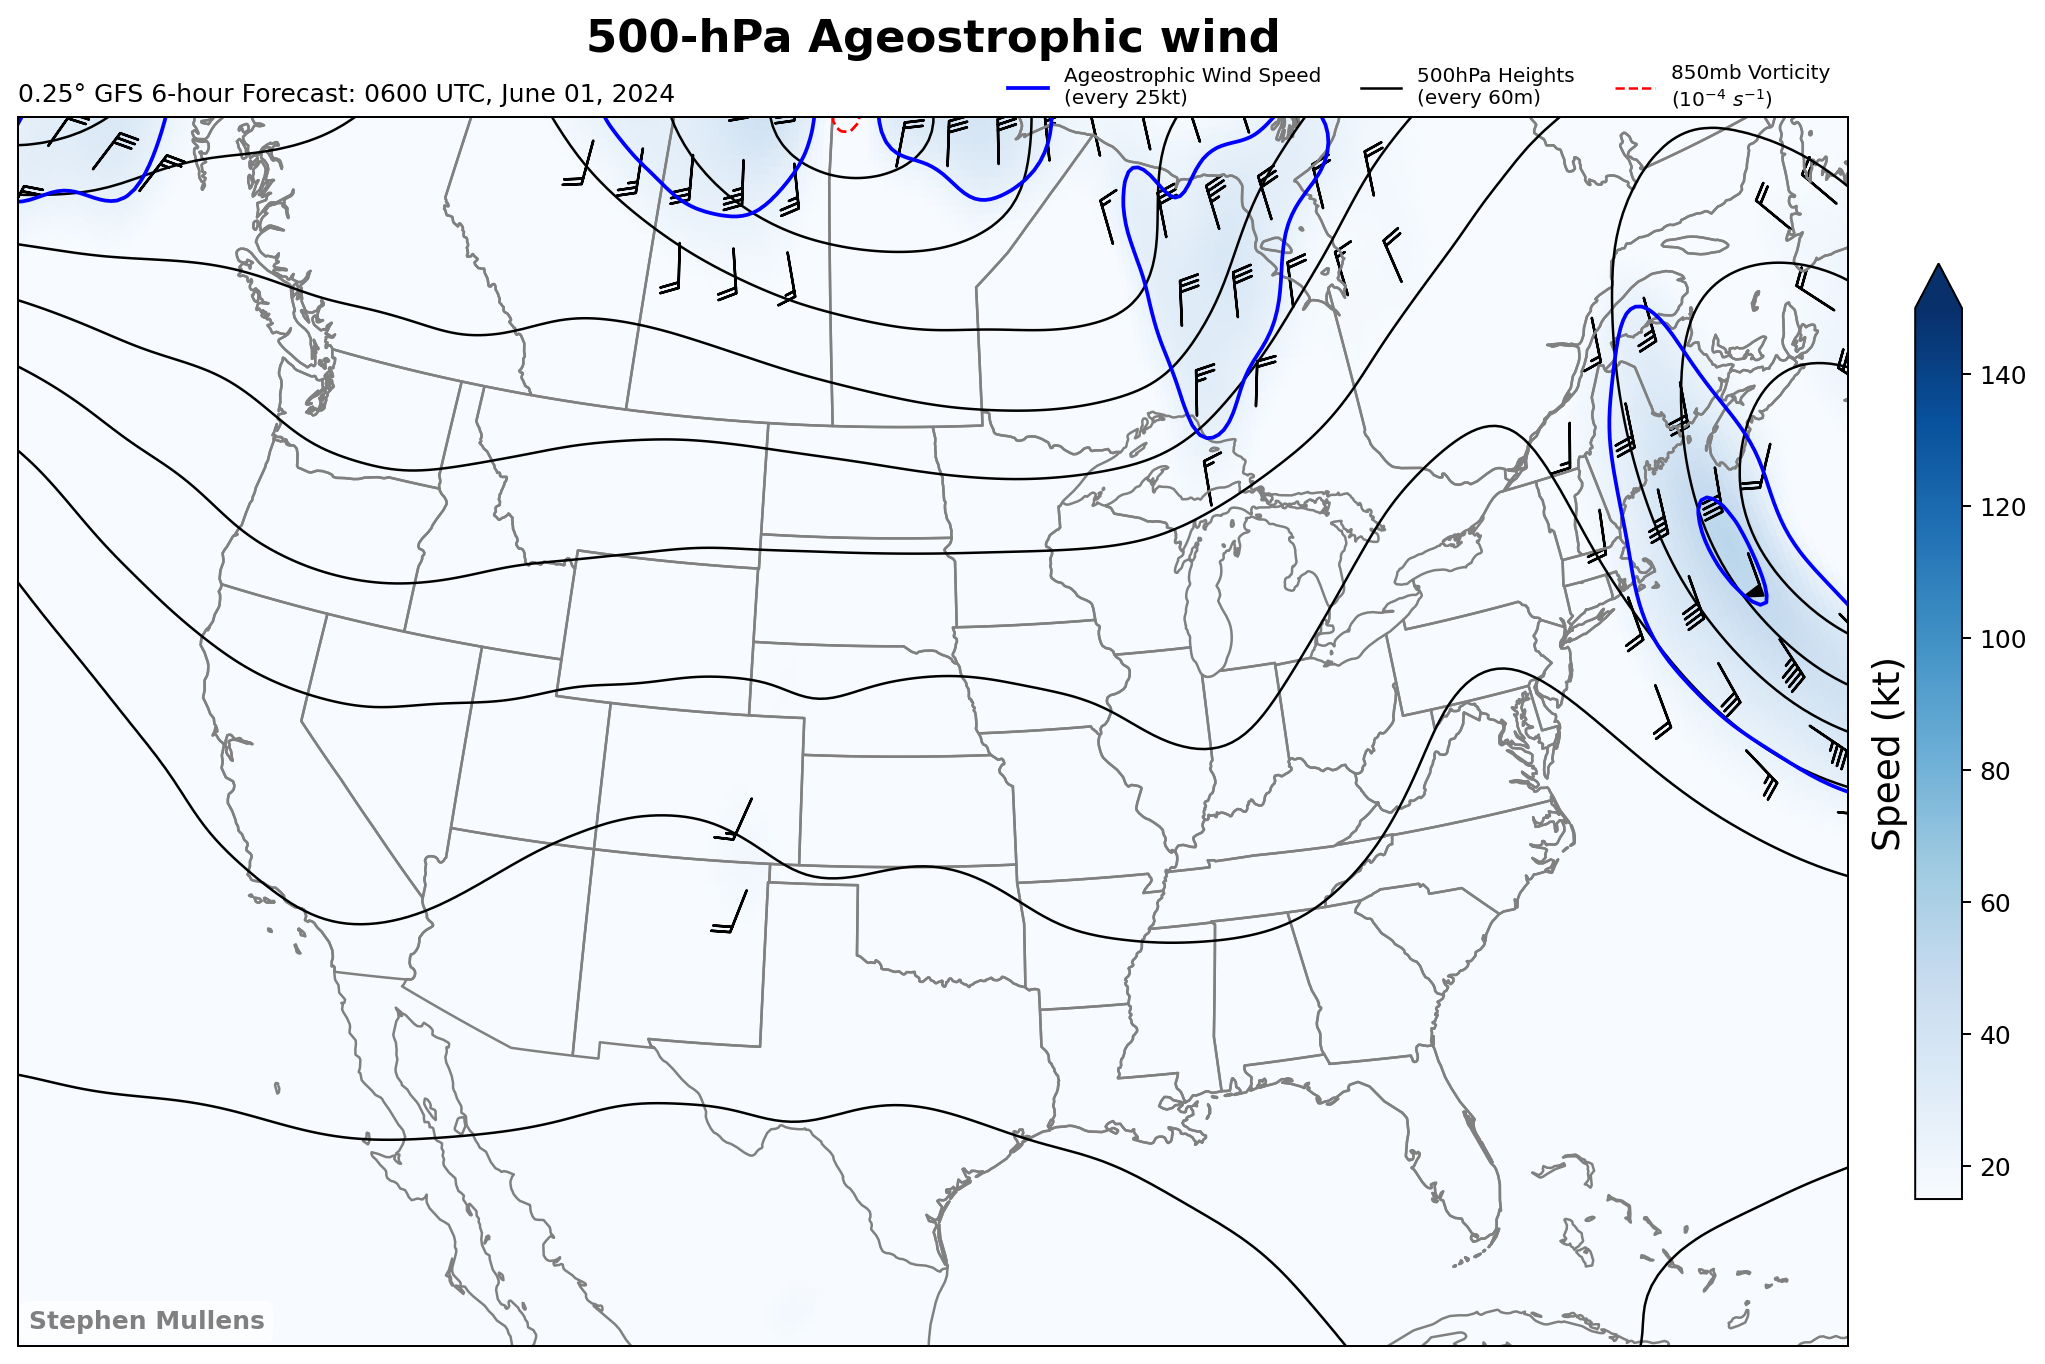 500-hPa Ageostrophic wind
0.25° GFS 6-hour Forecast: 0600 UTC, June 01, 2024
Ageostrophic Wind Speed
(every 25kt)
500hPa Heights
(every 60m)
850mb Vorticity
(10⁻⁴ s⁻¹)
140
120
100
80
60
40
20
Speed (kt)
Stephen Mullens